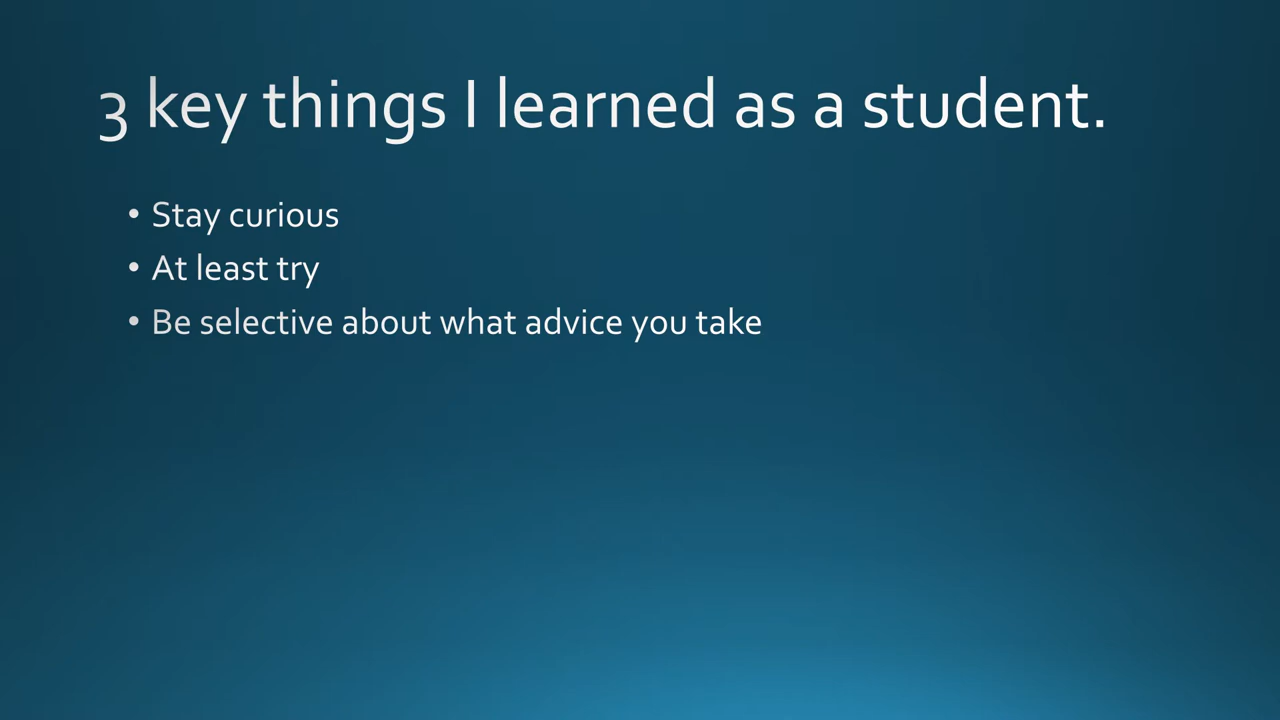 3 key things I learned as a student.
• Stay curious
• At least try
• Be selective about what advice you take